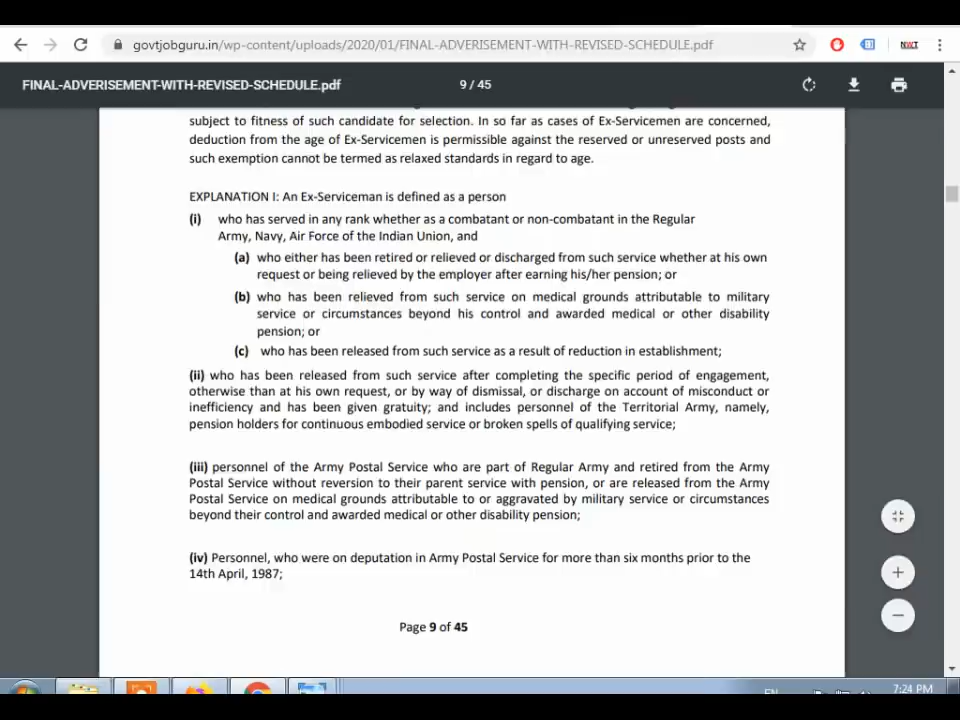 govtjobguru.in/wp-content/uploads/2020/01/FINAL-ADVERISEMENT-WITH-REVISED-SCHEDULE.pdf
NWT
FINAL-ADVERISEMENT-WITH-REVISED-SCHEDULE.pdf
9 / 45
subject to fitness of such candidate for selection. In so far as cases of Ex-Servicemen are concerned,
deduction from the age of Ex-Servicemen is permissible against the reserved or unreserved posts and
such exemption cannot be termed as relaxed standards in regard to age.
EXPLANATION I: An Ex-Serviceman is defined as a person
(i) who has served in any rank whether as a combatant or non-combatant in the Regular
Army, Navy, Air Force of the Indian Union, and
(a) who either has been retired or relieved or discharged from such service whether at his own
request or being relieved by the employer after earning his/her pension; or
(b) who has been relieved from such service on medical grounds attributable to military
service or circumstances beyond his control and awarded medical or other disability
pension; or
(c) who has been released from such service as a result of reduction in establishment;
(ii) who has been released from such service after completing the specific period of engagement,
otherwise than at his own request, or by way of dismissal, or discharge on account of misconduct or
inefficiency and has been given gratuity; and includes personnel of the Territorial Army, namely,
pension holders for continuous embodied service or broken spells of qualifying service;
(iii) personnel of the Army Postal Service who are part of Regular Army and retired from the Army
Postal Service without reversion to their parent service with pension, or are released from the Army
Postal Service on medical grounds attributable to or aggravated by military service or circumstances
beyond their control and awarded medical or other disability pension;
(iv) Personnel, who were on deputation in Army Postal Service for more than six months prior to the
14th April, 1987;
Page 9 of 45
EN
7:24 PM